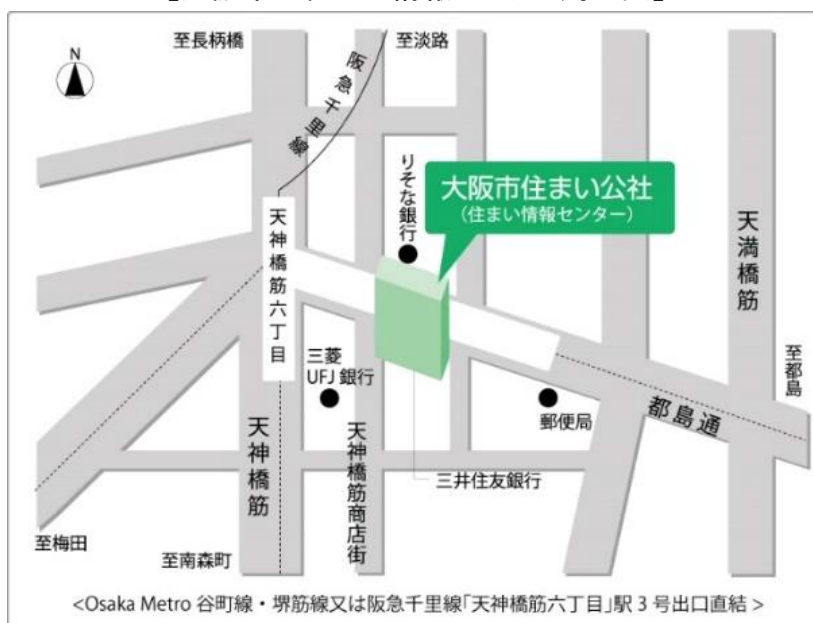 至長柄橋
至淡路
N
阪急千里線
りそな銀行
大阪市住まい公社
（住まい情報センター）
天満橋筋
天神橋筋六丁目
三菱
UFJ 銀行
至都島
郵便局
都島通
天神橋筋
天神橋筋商店街
三井住友銀行
至梅田
至南森町
<Osaka Metro 谷町線・堺筋線又は阪急千里線「天神橋筋六丁目」駅 3 号出口直結 >